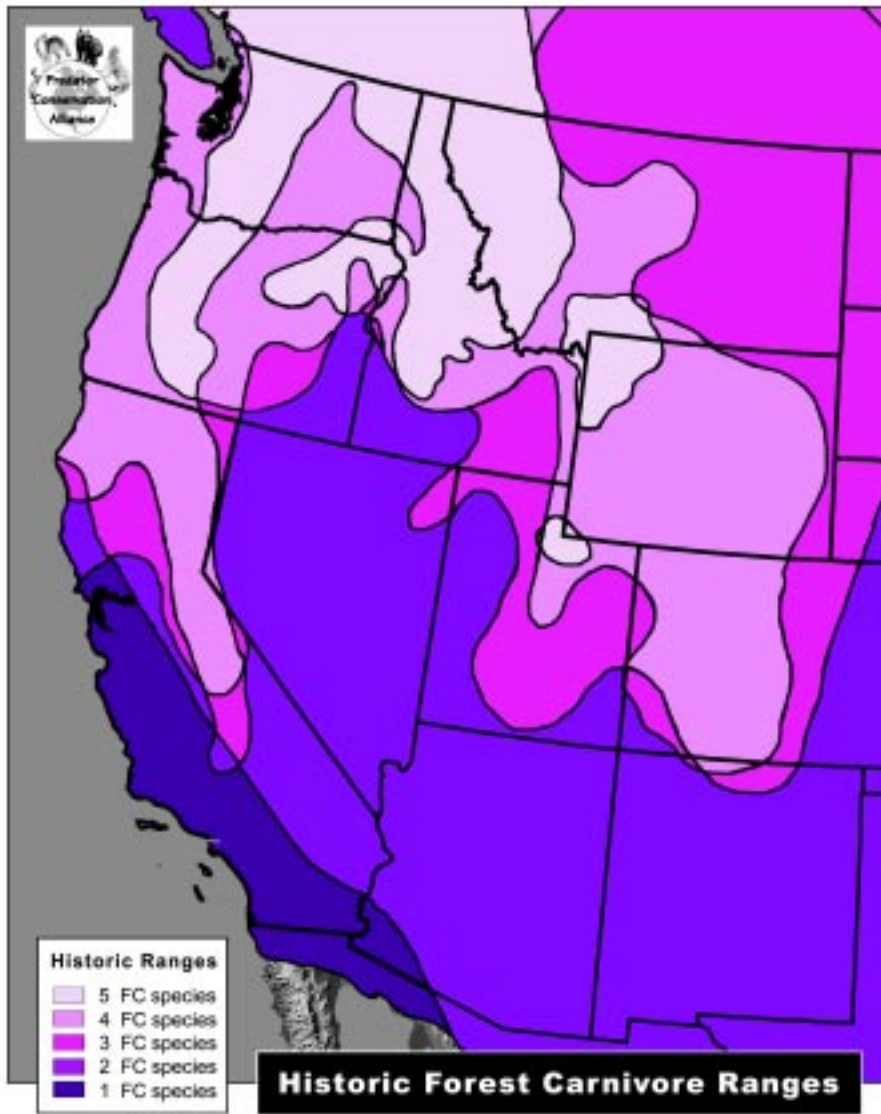 Predator
Conservation
Alliance
Historic Ranges
5 FC species
4 FC species
3 FC species
2 FC species
1 FC species
Historic Forest Carnivore Ranges